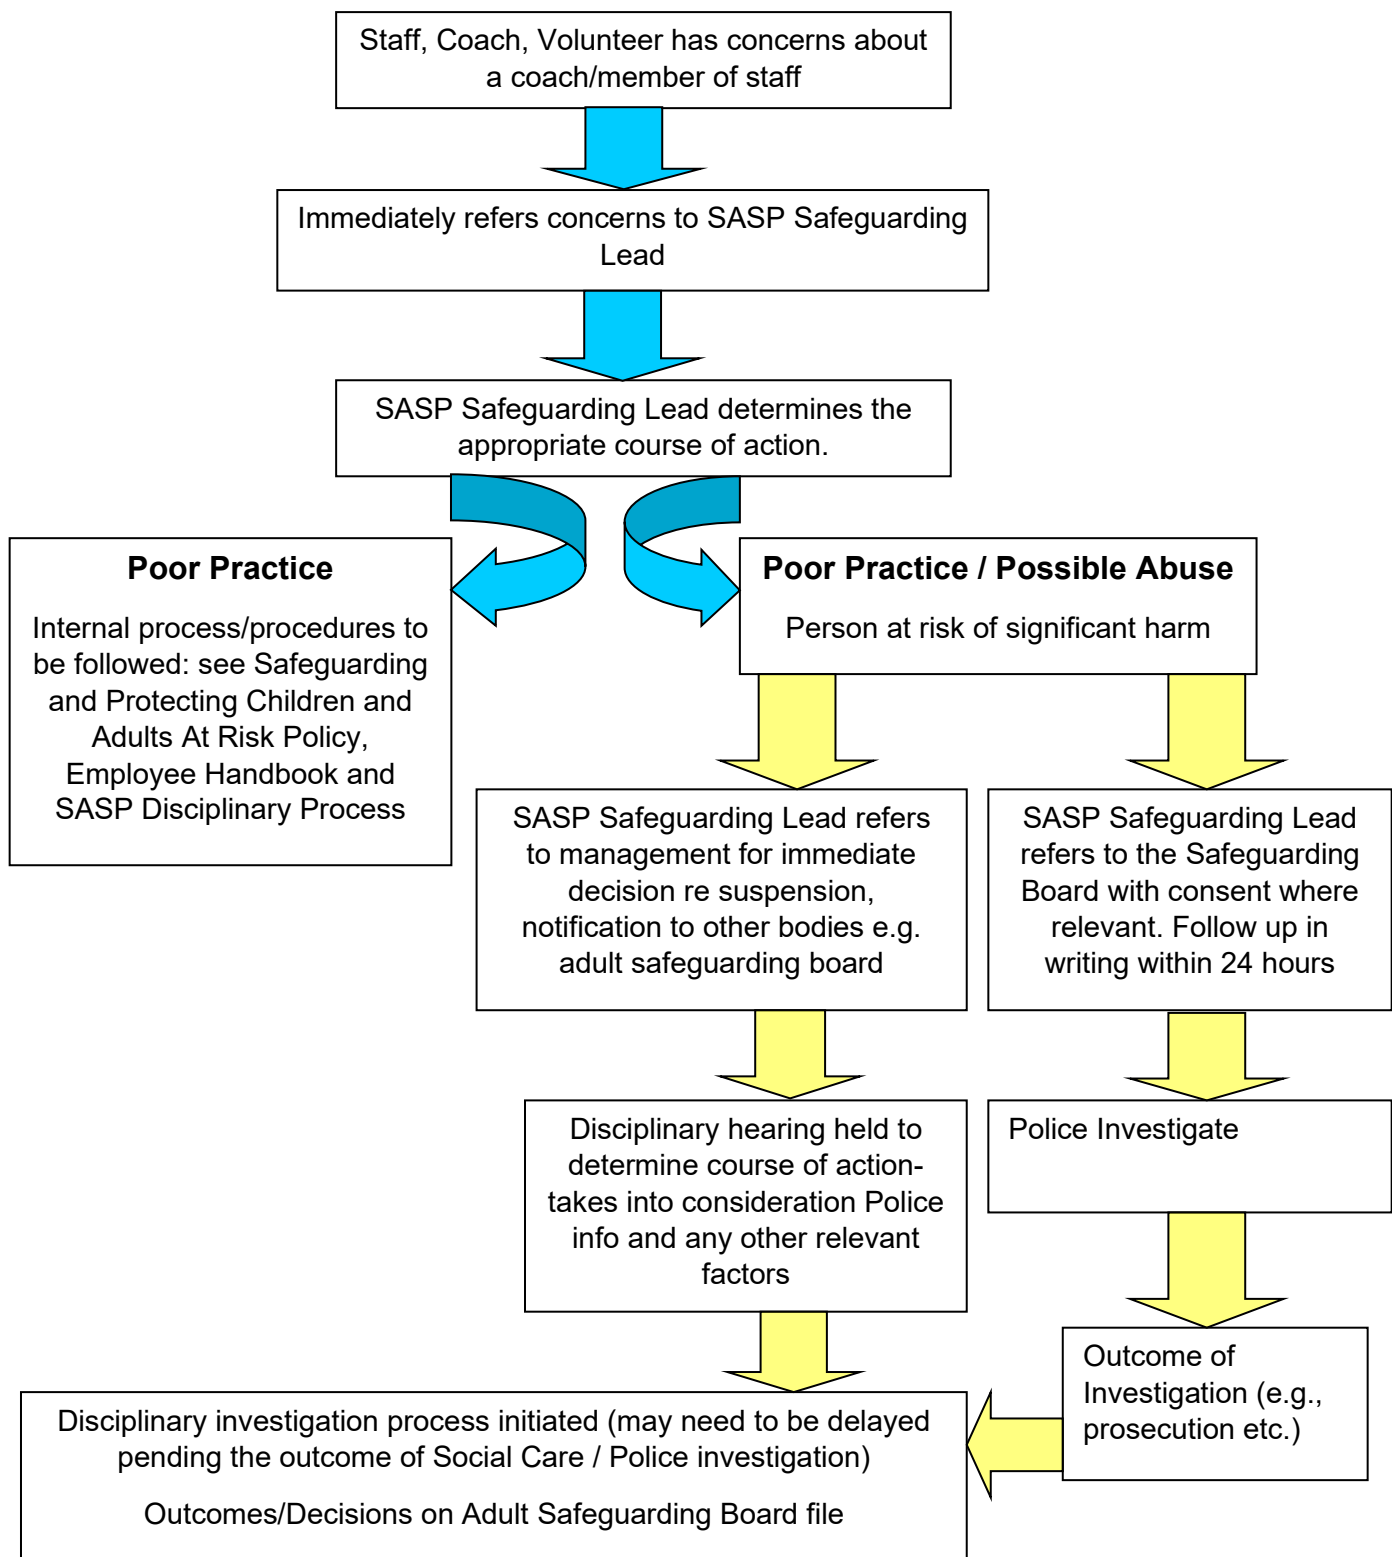 Staff, Coach, Volunteer has concerns about
a coach/member of staff
Immediately refers concerns to SASP Safeguarding
Lead
SASP Safeguarding Lead determines the
appropriate course of action.
Poor Practice
Internal process/procedures to
be followed: see Safeguarding
and Protecting Children and
Adults At Risk Policy,
Employee Handbook and
SASP Disciplinary Process
Poor Practice / Possible Abuse
Person at risk of significant harm
SASP Safeguarding Lead refers
to management for immediate
decision re suspension,
notification to other bodies e.g.
adult safeguarding board
SASP Safeguarding Lead
refers to the Safeguarding
Board with consent where
relevant. Follow up in
writing within 24 hours
Disciplinary hearing held to
determine course of action-
takes into consideration Police
info and any other relevant
factors
Police Investigate
Outcome of
Investigation (e.g.,
prosecution etc.)
Disciplinary investigation process initiated (may need to be delayed
pending the outcome of Social Care / Police investigation)
Outcomes/Decisions on Adult Safeguarding Board file